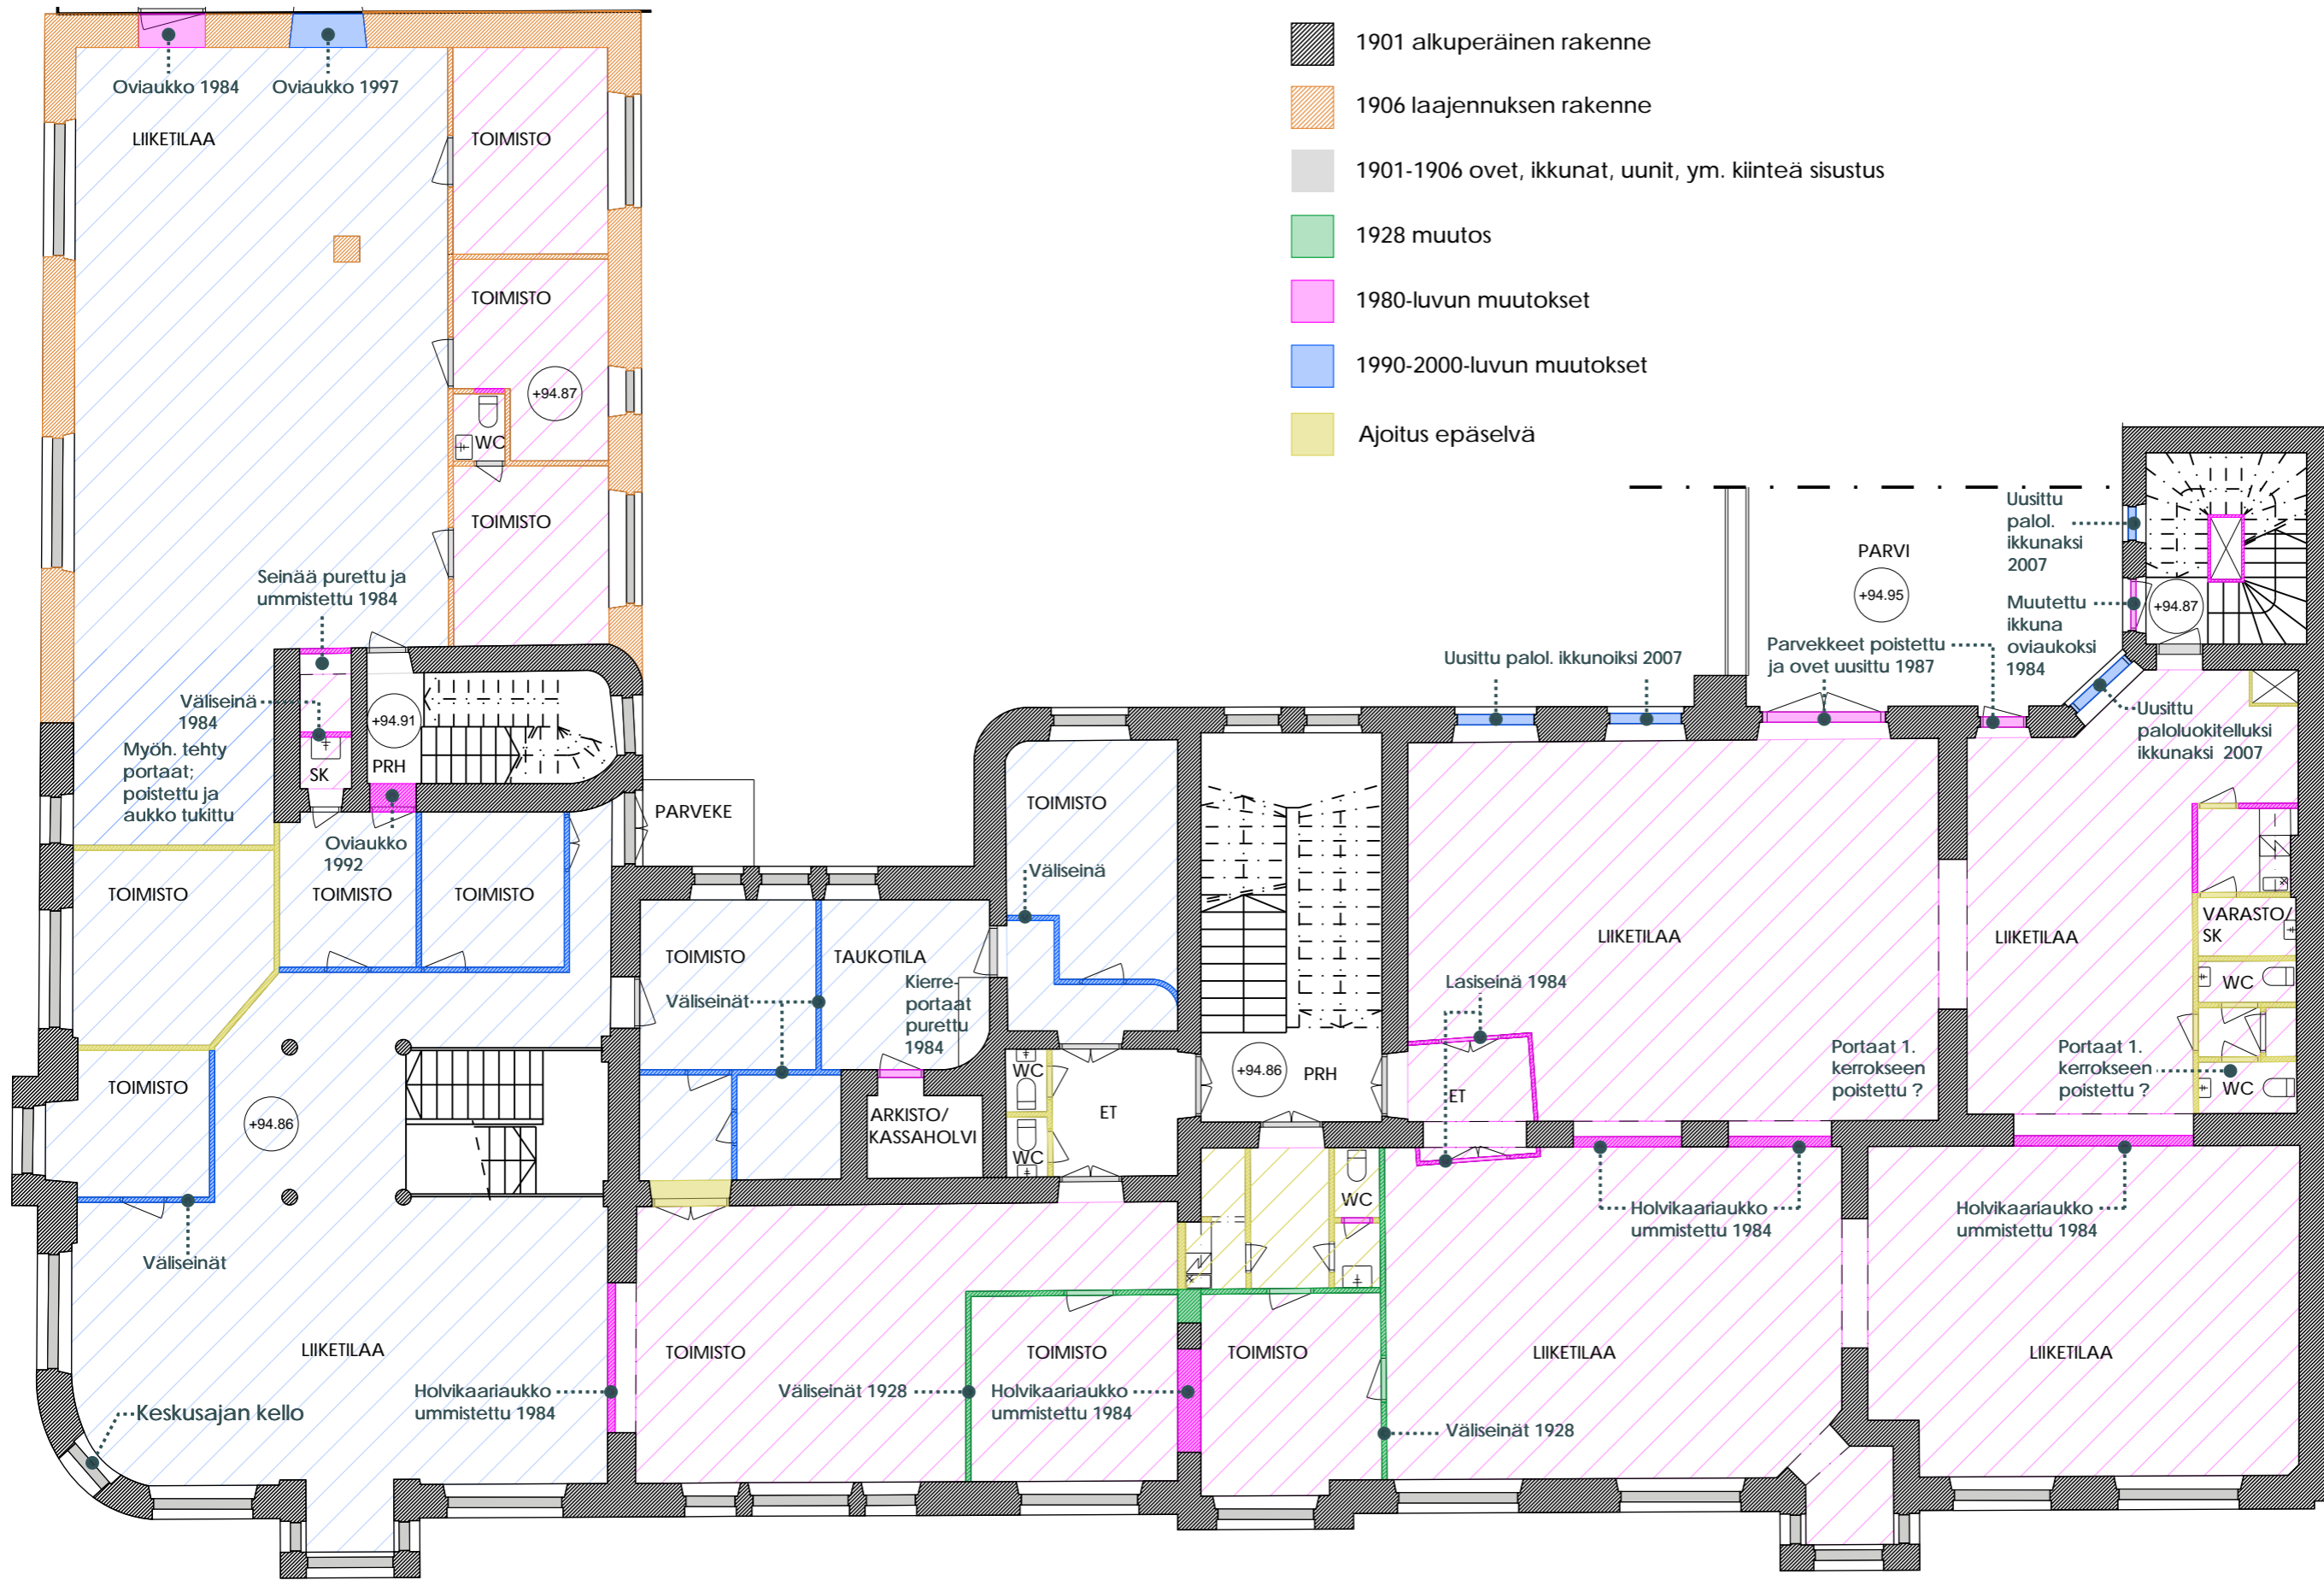 1901 alkuperäinen rakenne
1906 laajennuksen rakenne
1901-1906 ovet, ikkunat, uunit, ym. kiinteä sisustus
1928 muutos
1980-luvun muutokset
1990-2000-luvun muutokset
Ajoitus epäselvä
Oviaukko 1984
Oviaukko 1997
LIIKETILAA
TOIMISTO
TOIMISTO
+94.87
WC
TOIMISTO
Seinää purettu ja
ummistettu 1984
Väliseinä
1984
Myöh. tehty
portaat;
poistettu ja
aukko tukittu
SK
+94.91
PRH
Oviaukko
1992
PARVEKE
TOIMISTO
TOIMISTO
TOIMISTO
TOIMISTO
+94.86
Väliseinät
LIIKETILAA
Keskusajan kello
Holvikaariaukko
ummistettu 1984
TOIMISTO
TAUKOTILA
Väliseinät
Kierre-
portaat
purettu
1984
ARKISTO/
KASSAHOLVI
TOIMISTO
Väliseinä
WC
WC
ET
+94.86
PRH
TOIMISTO
Väliseinät 1928
TOIMISTO
Holvikaariaukko
ummistettu 1984
TOIMISTO
WC
Väliseinät 1928
Uusittu palol. ikkunoiksi 2007
PARVI
+94.95
Parvekkeet poistettu
ja ovet uusittu 1987
Uusittu
palol.
ikkunaksi
2007
Muutettu
ikkuna
oviaukoksi
1984
+94.87
Uusittu
paloluokitelluksi
ikkunaksi 2007
LIIKETILAA
Lasiseinä 1984
ET
Portaat 1.
kerrokseen
poistettu ?
LIIKETILAA
VARASTO/
SK
WC
Portaat 1.
kerrokseen
poistettu ?
WC
Holvikaariaukko
ummistettu 1984
Holvikaariaukko
ummistettu 1984
LIIKETILAA
LIIKETILAA